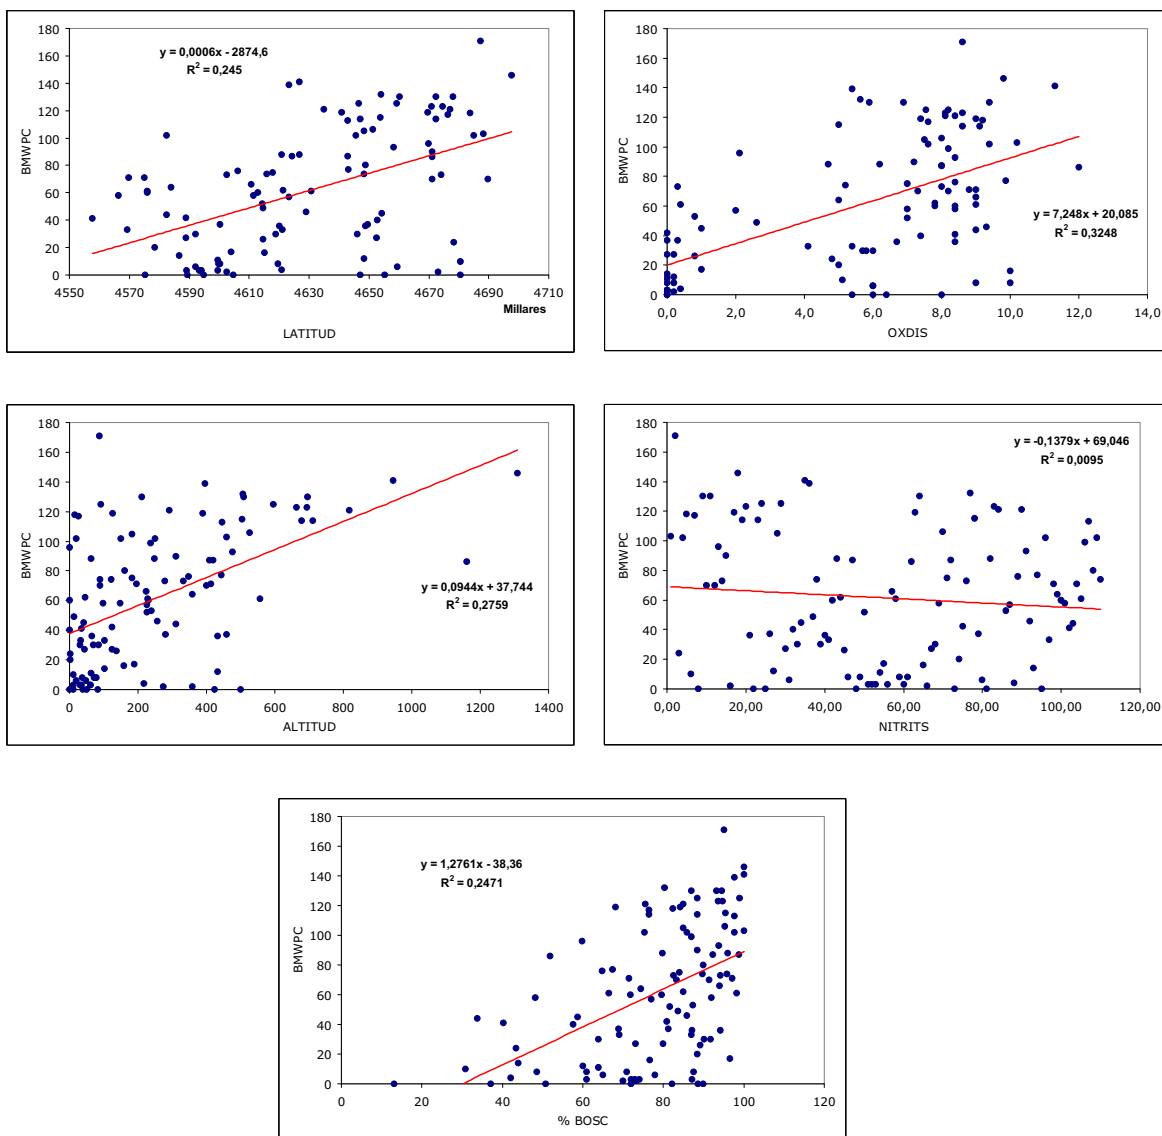 BMWPC
180
160
140
120
100
80
60
40
20
0
y = 0,0006x - 2874,6
R2 = 0,245
4550 4570 4590 4610 4630 4650 4670 4690 4710
Millares
LATITUD
BMWPC
180
160
140
120
100
80
60
40
20
0
y = 7,248x + 20,085
R2 = 0,3248
0,0 2,0 4,0 6,0 8,0 10,0 12,0 14,0
OXDIS
BMWPC
180
160
140
120
100
80
60
40
20
0
y = 0,0944x + 37,744
R2 = 0,2759
0 200 400 600 800 1000 1200 1400
ALTITUD
BMWPC
180
160
140
120
100
80
60
40
20
0
y = -0,1379x + 69,046
R2 = 0,0095
0,00 20,00 40,00 60,00 80,00 100,00 120,00
NITRITS
BMWPC
180
160
140
120
100
80
60
40
20
0
y = 1,2761x - 38,36
R2 = 0,2471
0 20 40 60 80 100 120
% BOSC